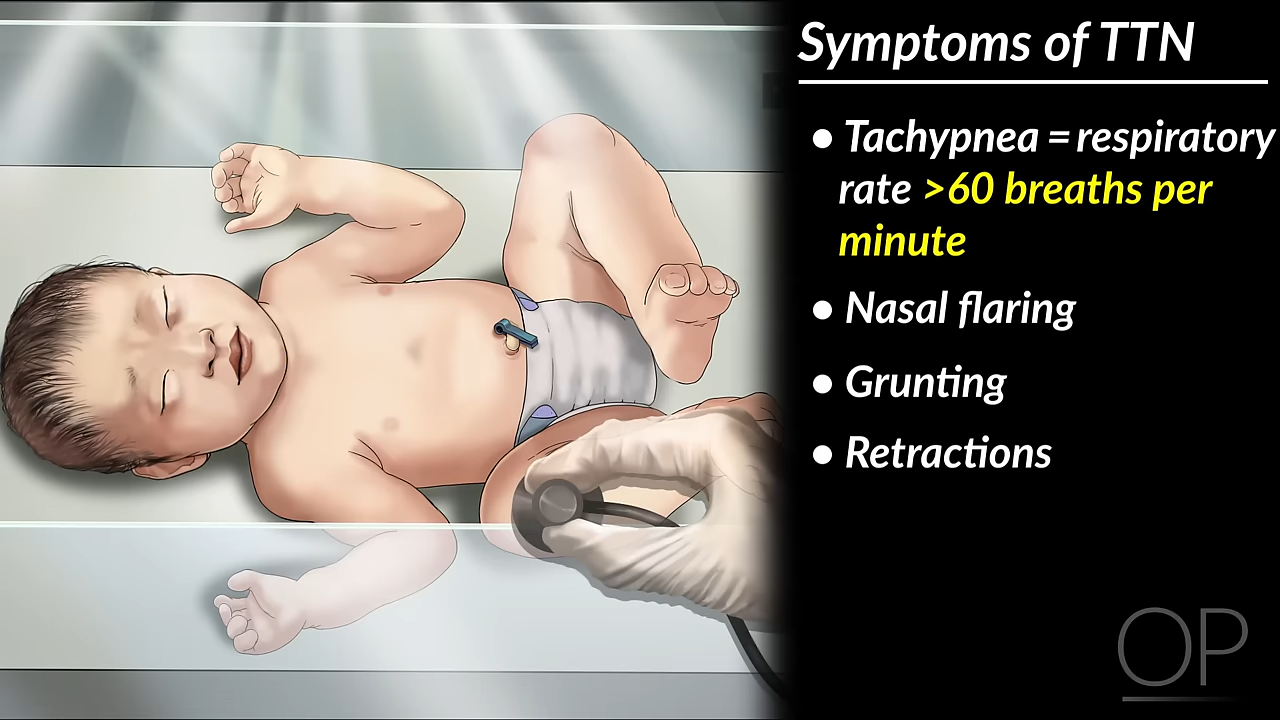 Symptoms of TTN
• Tachypnea = respiratory
rate >60 breaths per
minute
• Nasal flaring
• Grunting
• Retractions
OP